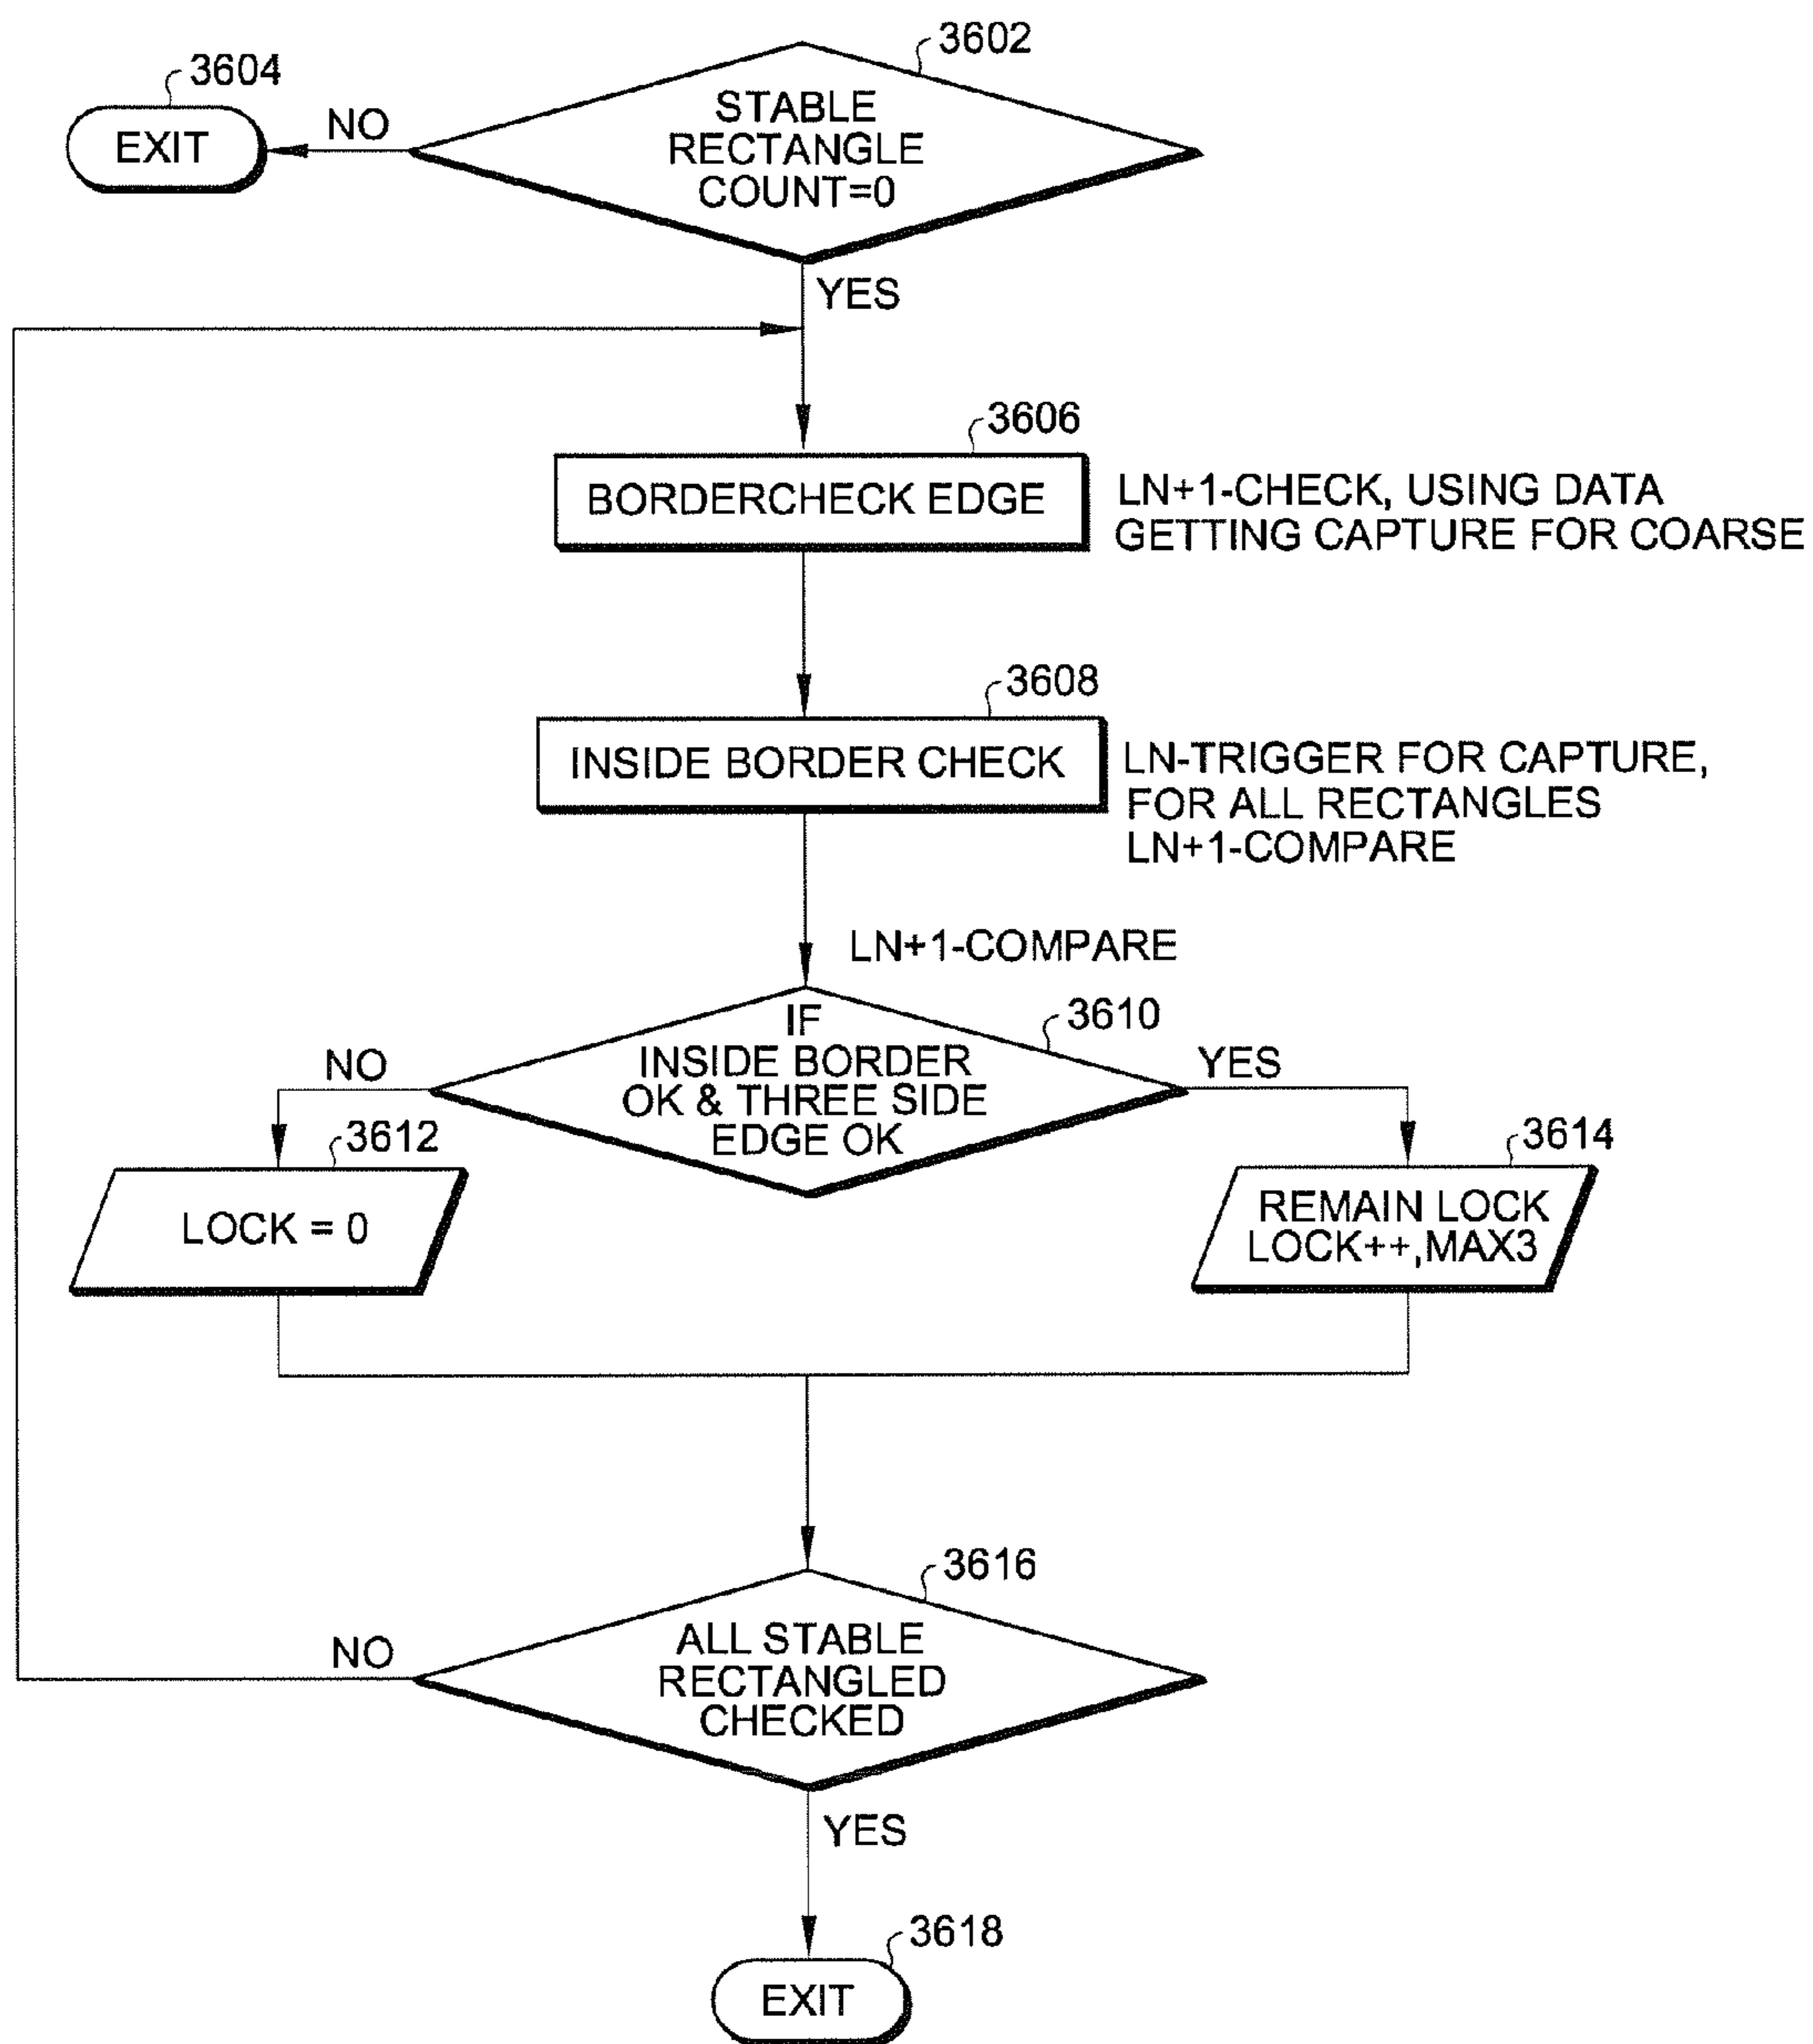 3602
3604
STABLE
RECTANGLE
COUNT=0
NO
EXIT
YES
3606
BORDERCHECK EDGE
LN+1-CHECK, USING DATA
GETTING CAPTURE FOR COARSE
3608
INSIDE BORDER CHECK
LN-TRIGGER FOR CAPTURE,
FOR ALL RECTANGLES
LN+1-COMPARE
LN+1-COMPARE
3610
IF
INSIDE BORDER
OK & THREE SIDE
EDGE OK
NO
YES
3612
LOCK = 0
3614
REMAIN LOCK
LOCK++,MAX3
3616
ALL STABLE
RECTANGLED
CHECKED
NO
YES
3618
EXIT